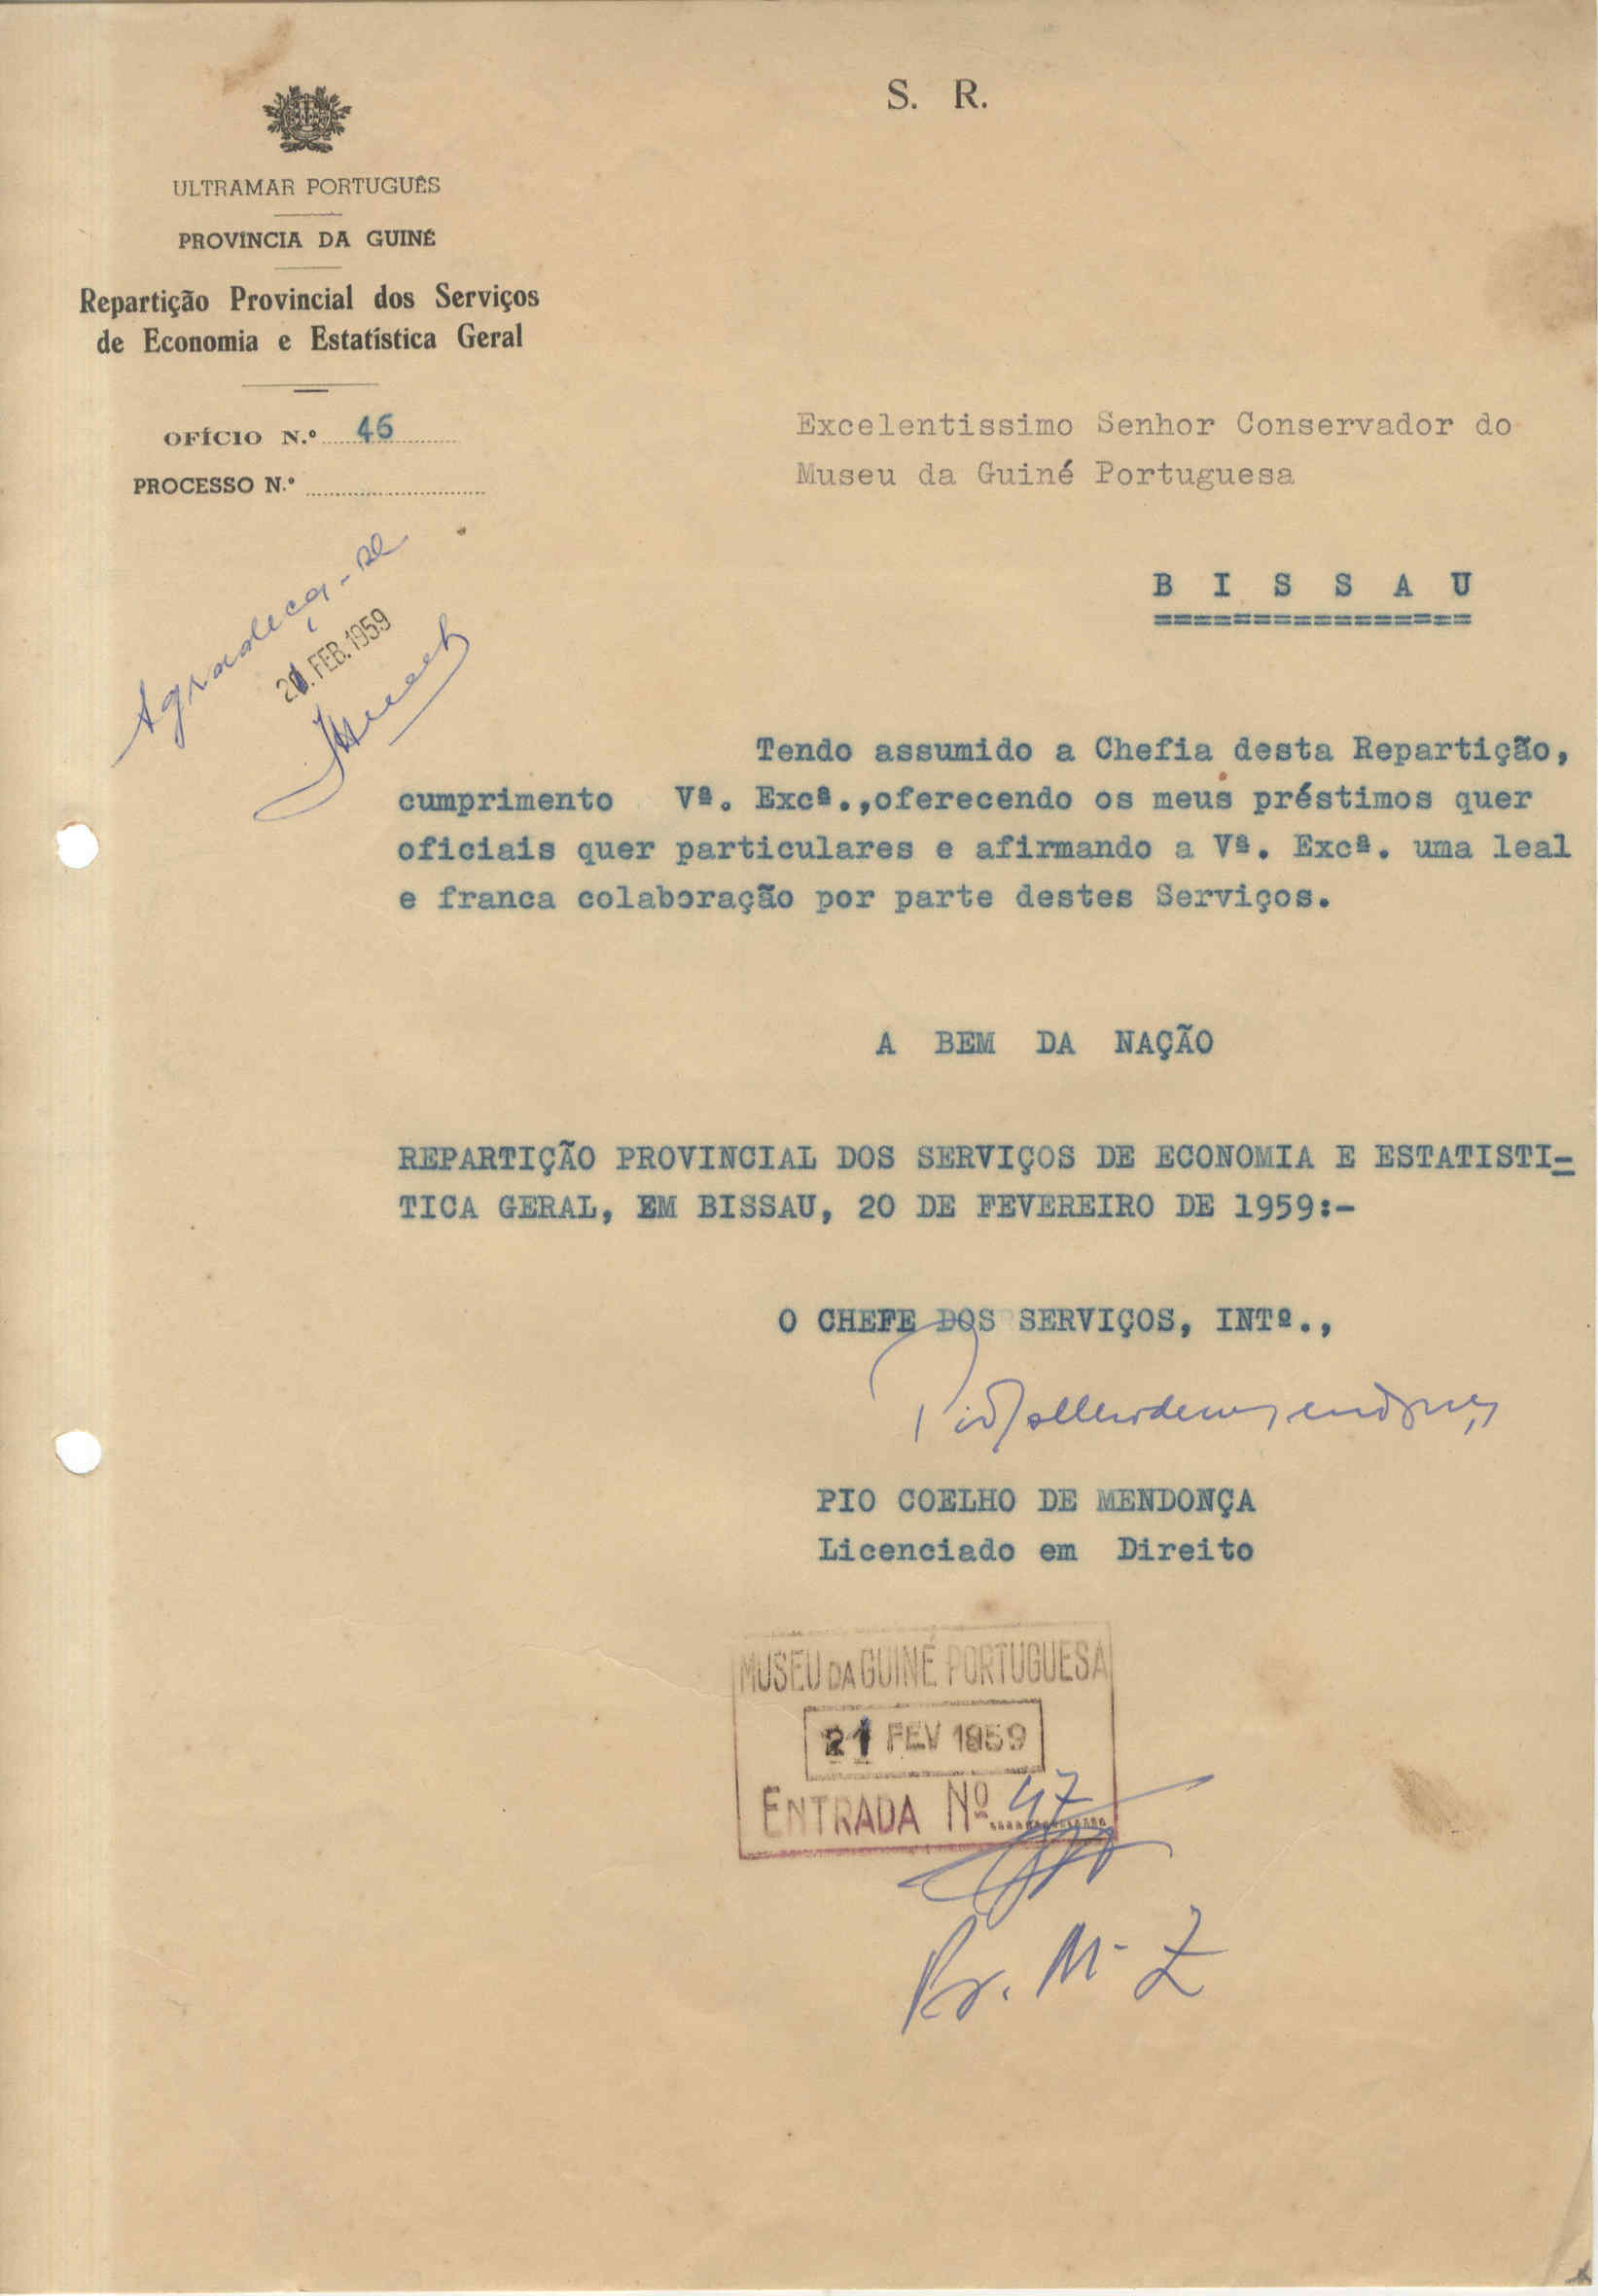 S. R.
ULTRAMAR PORTUGUÊS
PROVÍNCIA DA GUINÉ
Repartição Provincial dos Serviços
de Economia e Estatística Geral
OFÍCIO N.º 46
PROCESSO N.º
Excelentissimo Senhor Conservador do
Museu da Guiné Portuguesa
B I S S A U
================
Agradeça-se
21. FEB. 1959
Tendo assumido a Chefia desta Repartição,
cumprimento Vª. Excª.,oferecendo os meus préstimos quer
oficiais quer particulares e afirmando a Vª. Excª. uma leal
e franca colaboração por parte destes Serviços.
A BEM DA NAÇÃO
REPARTIÇÃO PROVINCIAL DOS SERVIÇOS DE ECONOMIA E ESTATISTI-
TICA GERAL, EM BISSAU, 20 DE FEVEREIRO DE 1959:-
O CHEFE DOS SERVIÇOS, INTº.,
PIO COELHO DE MENDONÇA
Licenciado em Direito
MUSEU DA GUINÉ PORTUGUESA
21 FEV 1959
ENTRADA Nº 47